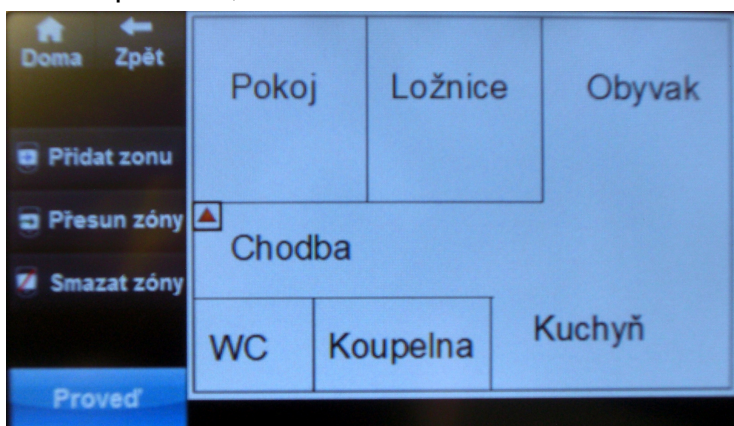 Doma
Zpět
Přidat zonu
Přesun zóny
Smazat zóny
Proveď
Pokoj
Ložnice
Obyvak
Chodba
WC
Koupelna
Kuchyň